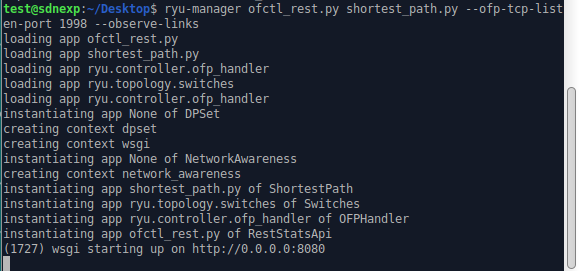 test@sdnexp:~/Desktop$ ryu-manager ofctl_rest.py shortest_path.py --ofp-tcp-list
en-port 1998 --observe-links
loading app ofctl_rest.py
loading app shortest_path.py
loading app ryu.controller.ofp_handler
loading app ryu.topology.switches
loading app ryu.controller.ofp_handler
instantiating app None of DPSet
creating context dpset
creating context wsgi
instantiating app None of NetworkAwareness
creating context network_awareness
instantiating app shortest_path.py of ShortestPath
instantiating app ryu.topology.switches of Switches
instantiating app ryu.controller.ofp_handler of OFPHandler
instantiating app ofctl_rest.py of RestStatsApi
(1727) wsgi starting up on http://0.0.0.0:8080